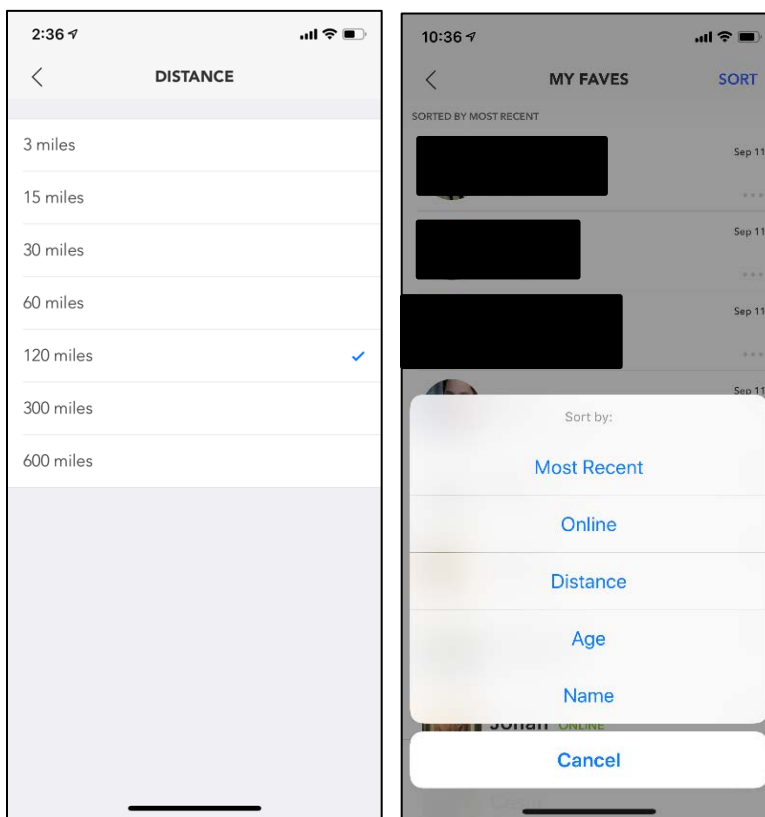 2:36
DISTANCE
3 miles
15 miles
30 miles
60 miles
120 miles
300 miles
600 miles
10:36
MY FAVES
SORT
SORTED BY MOST RECENT
Sep 11
Sep 11
Sep 11
Sep 11
Sort by:
Most Recent
Online
Distance
Age
Name
ONLINE
Cancel